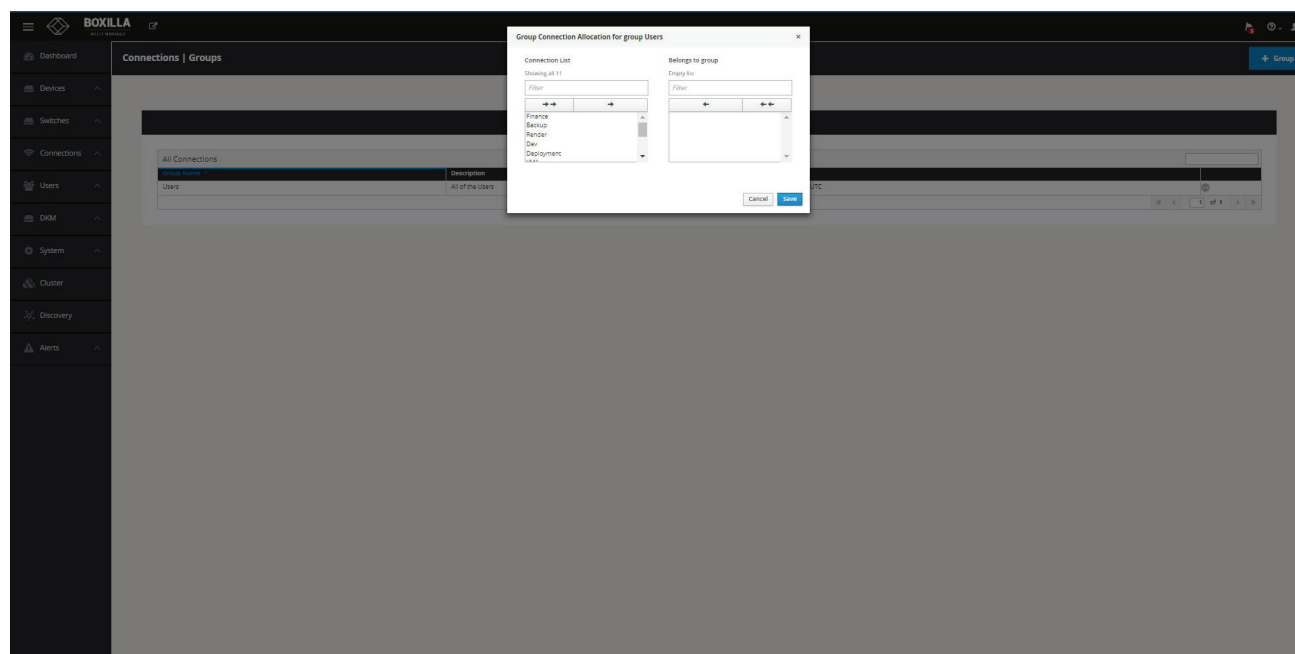 BOXILLA
3
Dashboard
Devices
Switches
Connections
Users
DKM
System
Cluster
Discovery
Alerts
Connections | Groups
+ Group
All Connections
Group Name
Description
Users
All of the Users
UTC
1 of 1
Group Connection Allocation for group Users
×
Connection List
Showing all 11
Filter
Finance
Backup
Render
Dev
Deployment
Belongs to group
Empty list
Filter
Cancel
Save